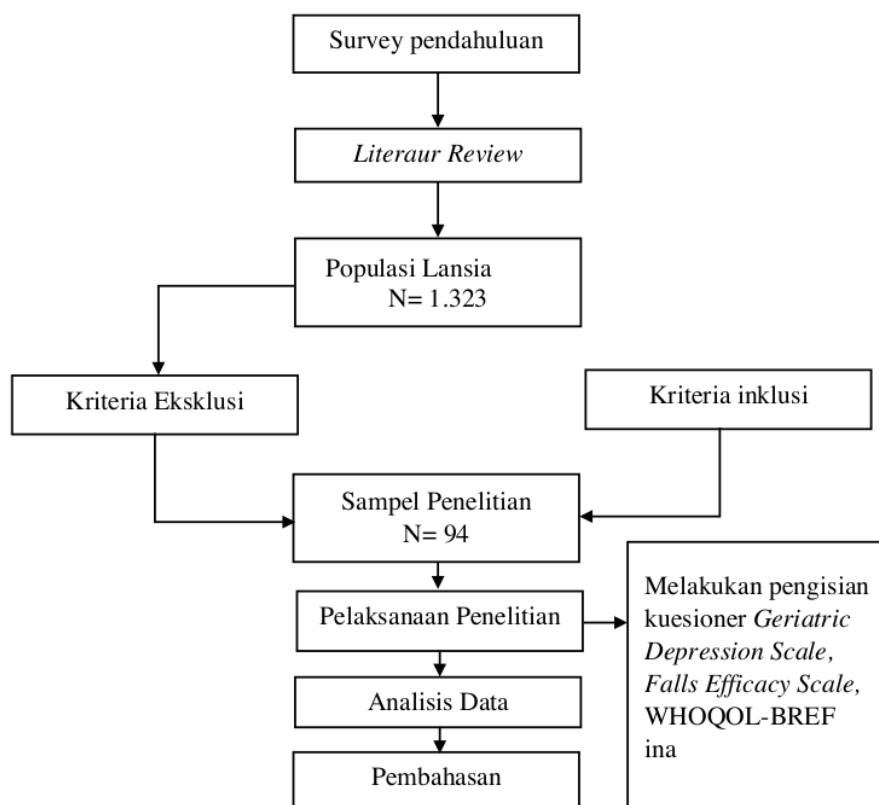 Survey pendahuluan
Literaur Review
Populasi Lansia
N= 1.323
Kriteria Eksklusi
Kriteria inklusi
Sampel Penelitian
N= 94
Pelaksanaan Penelitian
Melakukan pengisian
kuesioner Geriatric
Depression Scale,
Falls Efficacy Scale,
WHOQOL-BREF
ina
Analisis Data
Pembahasan